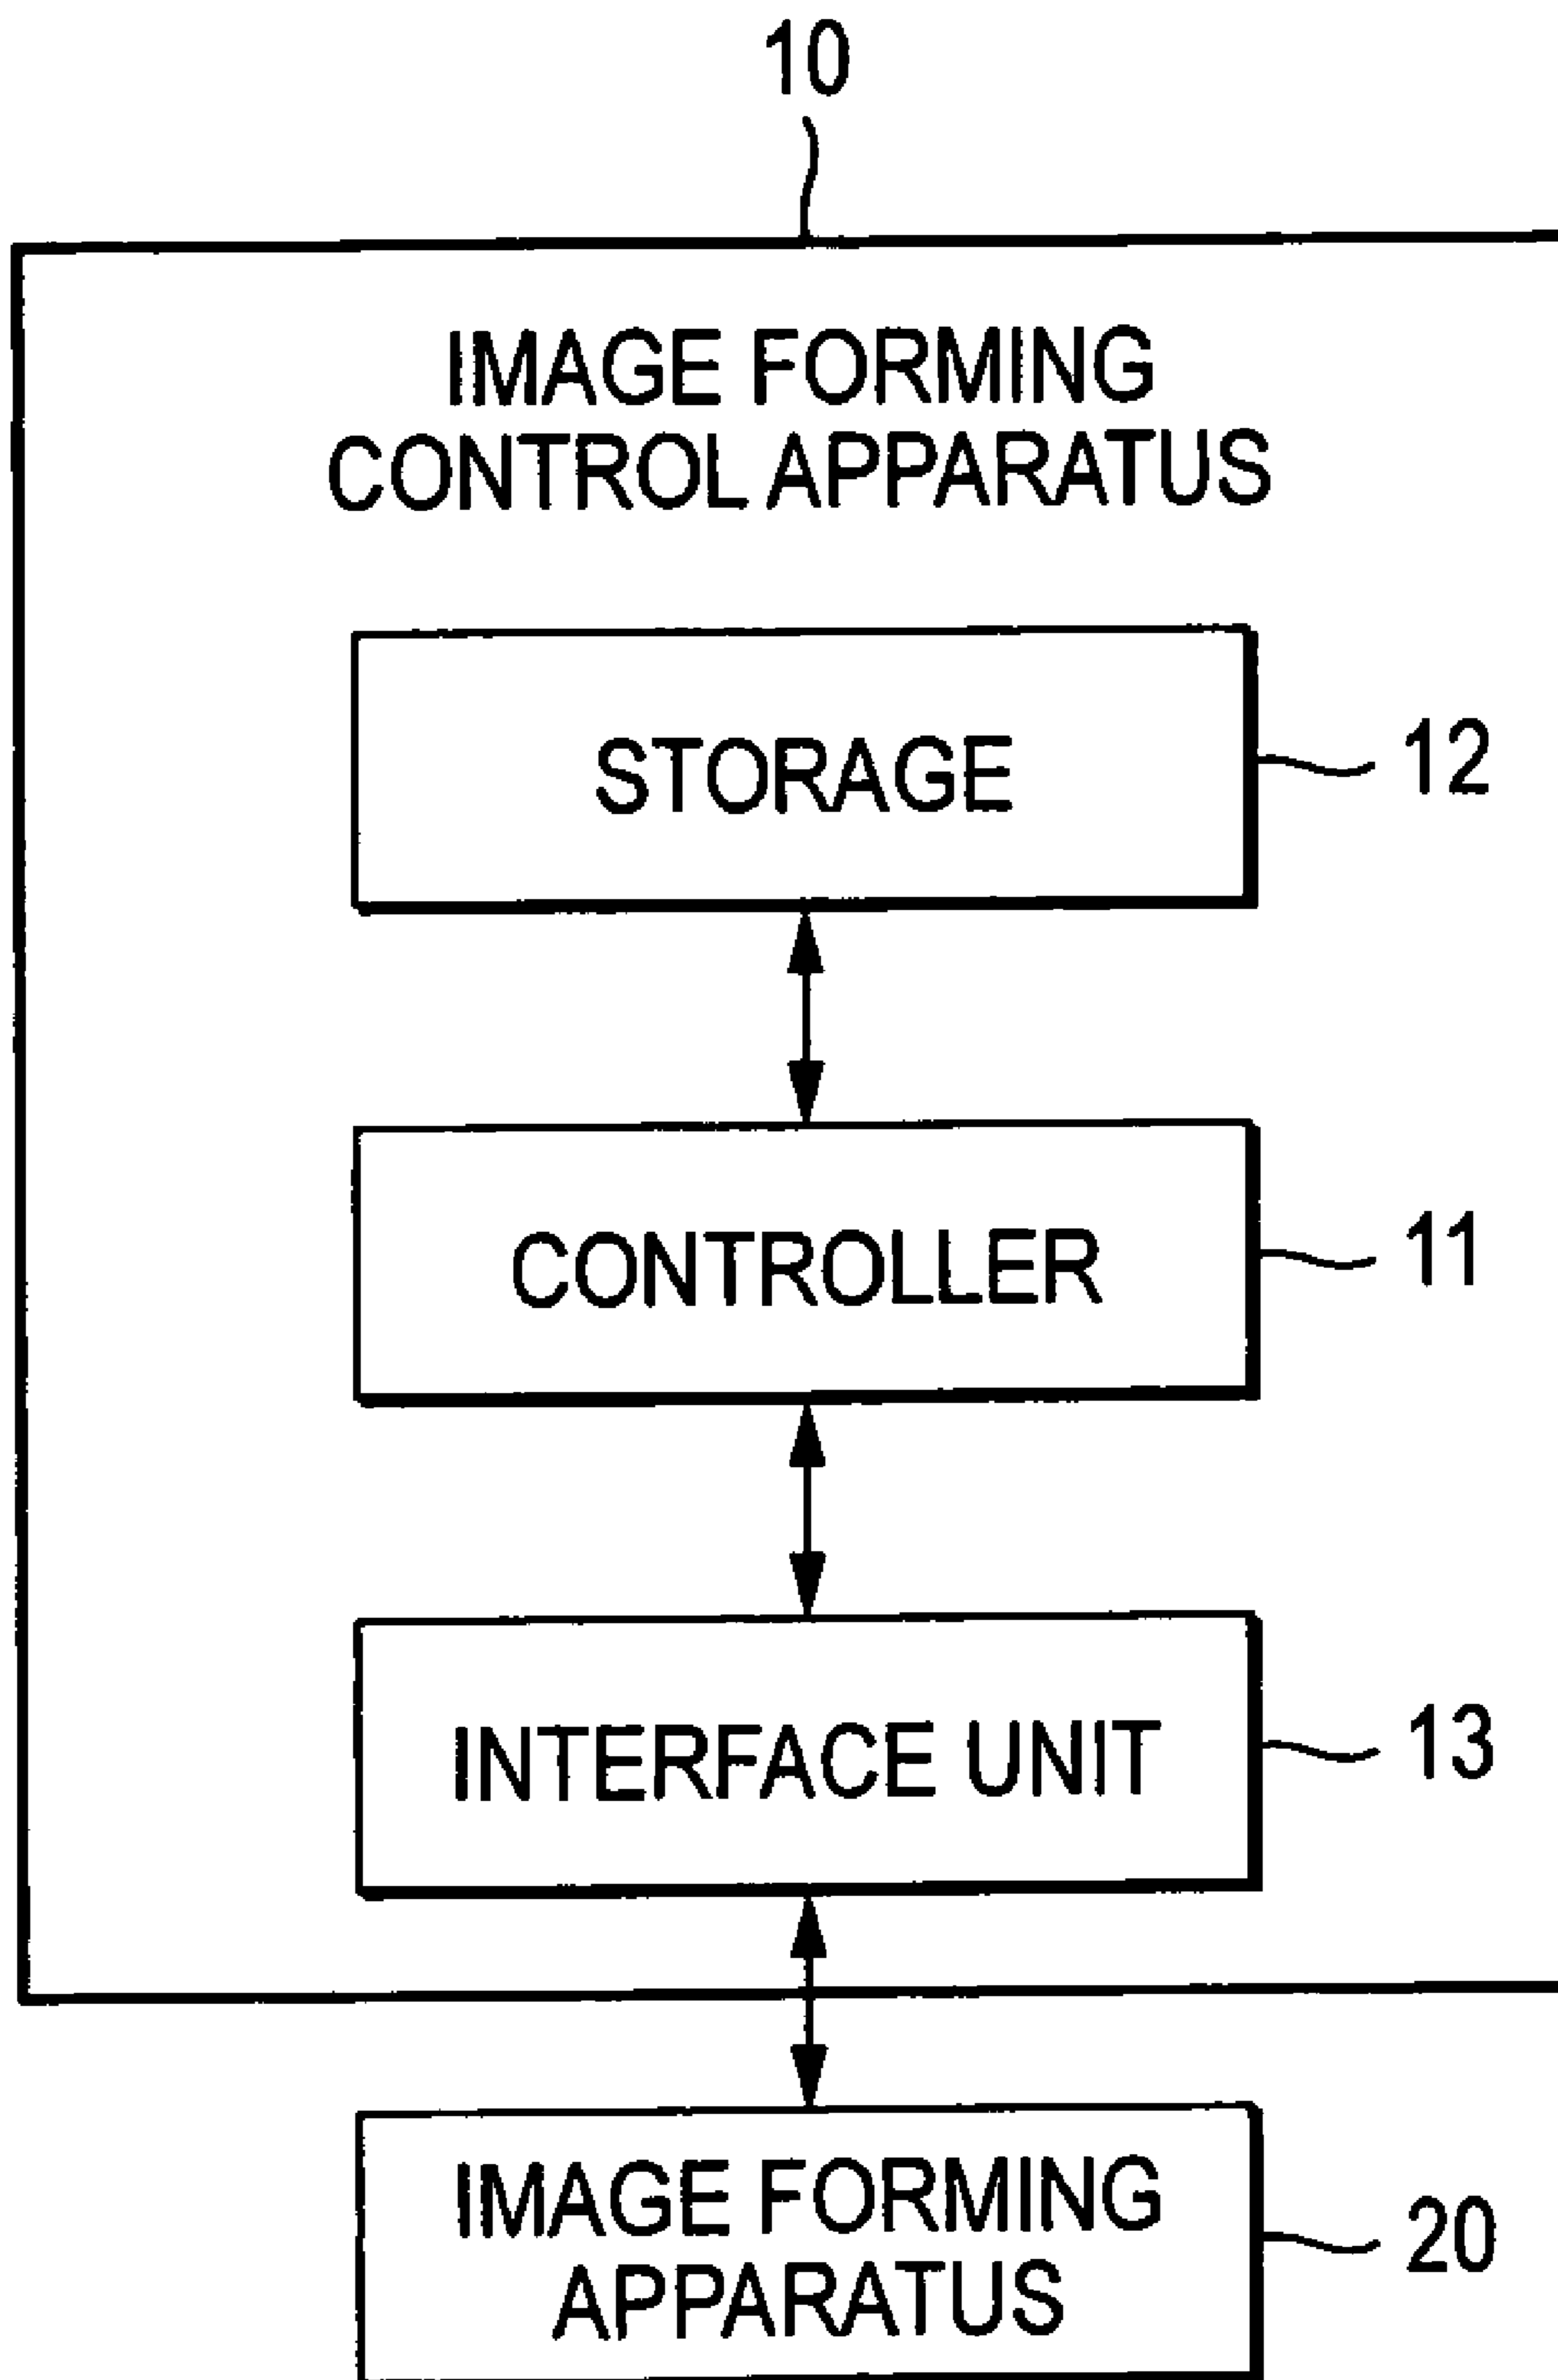 10
IMAGE FORMING
CONTROL APPARATUS
STORAGE
12
CONTROLLER
11
INTERFACE UNIT
13
IMAGE FORMING
APPARATUS
20